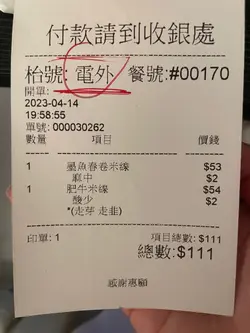 付款請到收銀處
枱號: 電外 餐號:#00170
開單:
2023-04-14
19:58:55
單號: 000030262
數量 項目 價錢
1 墨魚春卷米線 $53
麻中 $2
1 肥牛米線 $54
酸少 $2
*(走芽 走韭)
印單: 1 項目總數: $111
總數:$111
感謝惠顧